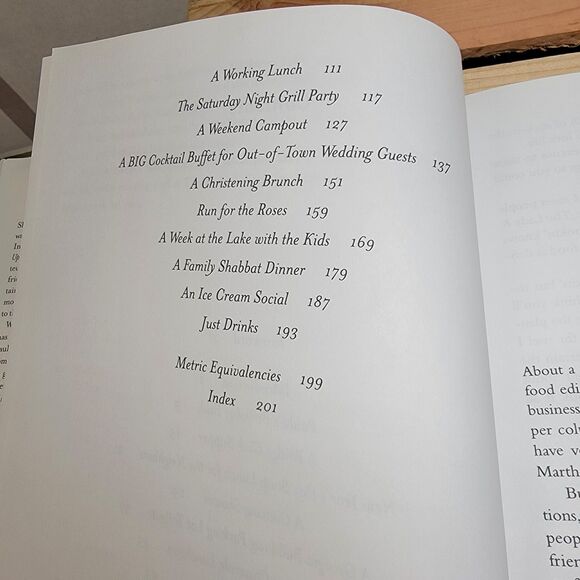 A Working Lunch 111
The Saturday Night Grill Party 117
A Weekend Campout 127
A BIG Cocktail Buffet for Out-of-Town Wedding Guests 137
A Christening Brunch 151
Run for the Roses 159
A Week at the Lake with the Kids 169
A Family Shabbat Dinner 179
An Ice Cream Social 187
Just Drinks 193
Metric Equivalencies 199
Index 201
About a
food edi
business
per colu
have v
Marth
Bu
tions,
peop
frien